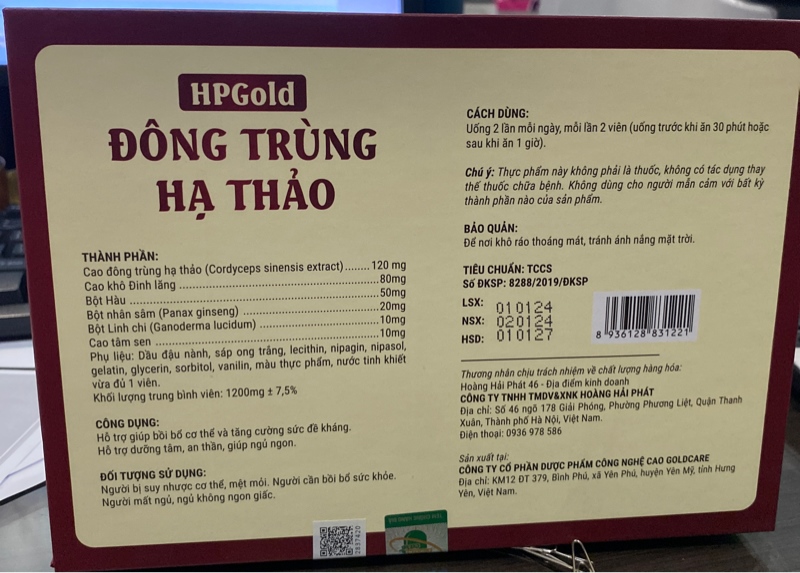 HPGold
ĐÔNG TRÙNG
HẠ THẢO
THÀNH PHẦN:
Cao đông trùng hạ thảo (Cordyceps sinensis extract)........ 120 mg
Cao khô Đinh lăng ........ 80mg
Bột Hàu ........ 50mg
Bột nhân sâm (Panax ginseng) ........ 20mg
Bột Linh chi (Ganoderma lucidum) ........ 10mg
Cao tâm sen ........ 10mg
Phụ liệu: Dầu đậu nành, sáp ong trắng, lecithin, nipagin, nipasol,
gelatin, glycerin, sorbitol, vanilin, màu thực phẩm, nước tinh khiết
vừa đủ 1 viên.
Khối lượng trung bình viên: 1200mg ± 7,5%
CÔNG DỤNG:
Hỗ trợ giúp bồi bổ cơ thể và tăng cường sức đề kháng.
Hỗ trợ dưỡng tâm, an thần, giúp ngủ ngon.
ĐỐI TƯỢNG SỬ DỤNG:
Người bị suy nhược cơ thể, mệt mỏi. Người cần bồi bổ sức khỏe.
Người mất ngủ, ngủ không ngon giấc.
CÁCH DÙNG:
Uống 2 lần mỗi ngày, mỗi lần 2 viên (uống trước khi ăn 30 phút hoặc
sau khi ăn 1 giờ).
Chú ý: Thực phẩm này không phải là thuốc, không có tác dụng thay
thế thuốc chữa bệnh. Không dùng cho người mẫn cảm với bất kỳ
thành phần nào của sản phẩm.
BẢO QUẢN:
Để nơi khô ráo thoáng mát, tránh ánh nắng mặt trời.
TIÊU CHUẨN: TCCS
Số ĐKSP: 8288/2019/ĐKSP
LSX: 010124
NSX: 020124
HSD: 010127
8 936128 831221
Thương nhân chịu trách nhiệm về chất lượng hàng hóa:
Hoàng Hải Phát 46 - Địa điểm kinh doanh
CÔNG TY TNHH TMDV&XNK HOÀNG HẢI PHÁT
Địa chỉ: Số 46 ngõ 178 Giải Phóng, Phường Phương Liệt, Quận Thanh
Xuân, Thành phố Hà Nội, Việt Nam.
Điện thoại: 0936 978 586
Sản xuất tại:
CÔNG TY CỔ PHẦN DƯỢC PHẨM CÔNG NGHỆ CAO GOLDCARE
Địa chỉ: KM12 ĐT 379, Bình Phú, xã Yên Phú, huyện Yên Mỹ, tỉnh Hưng
Yên, Việt Nam.
2837420